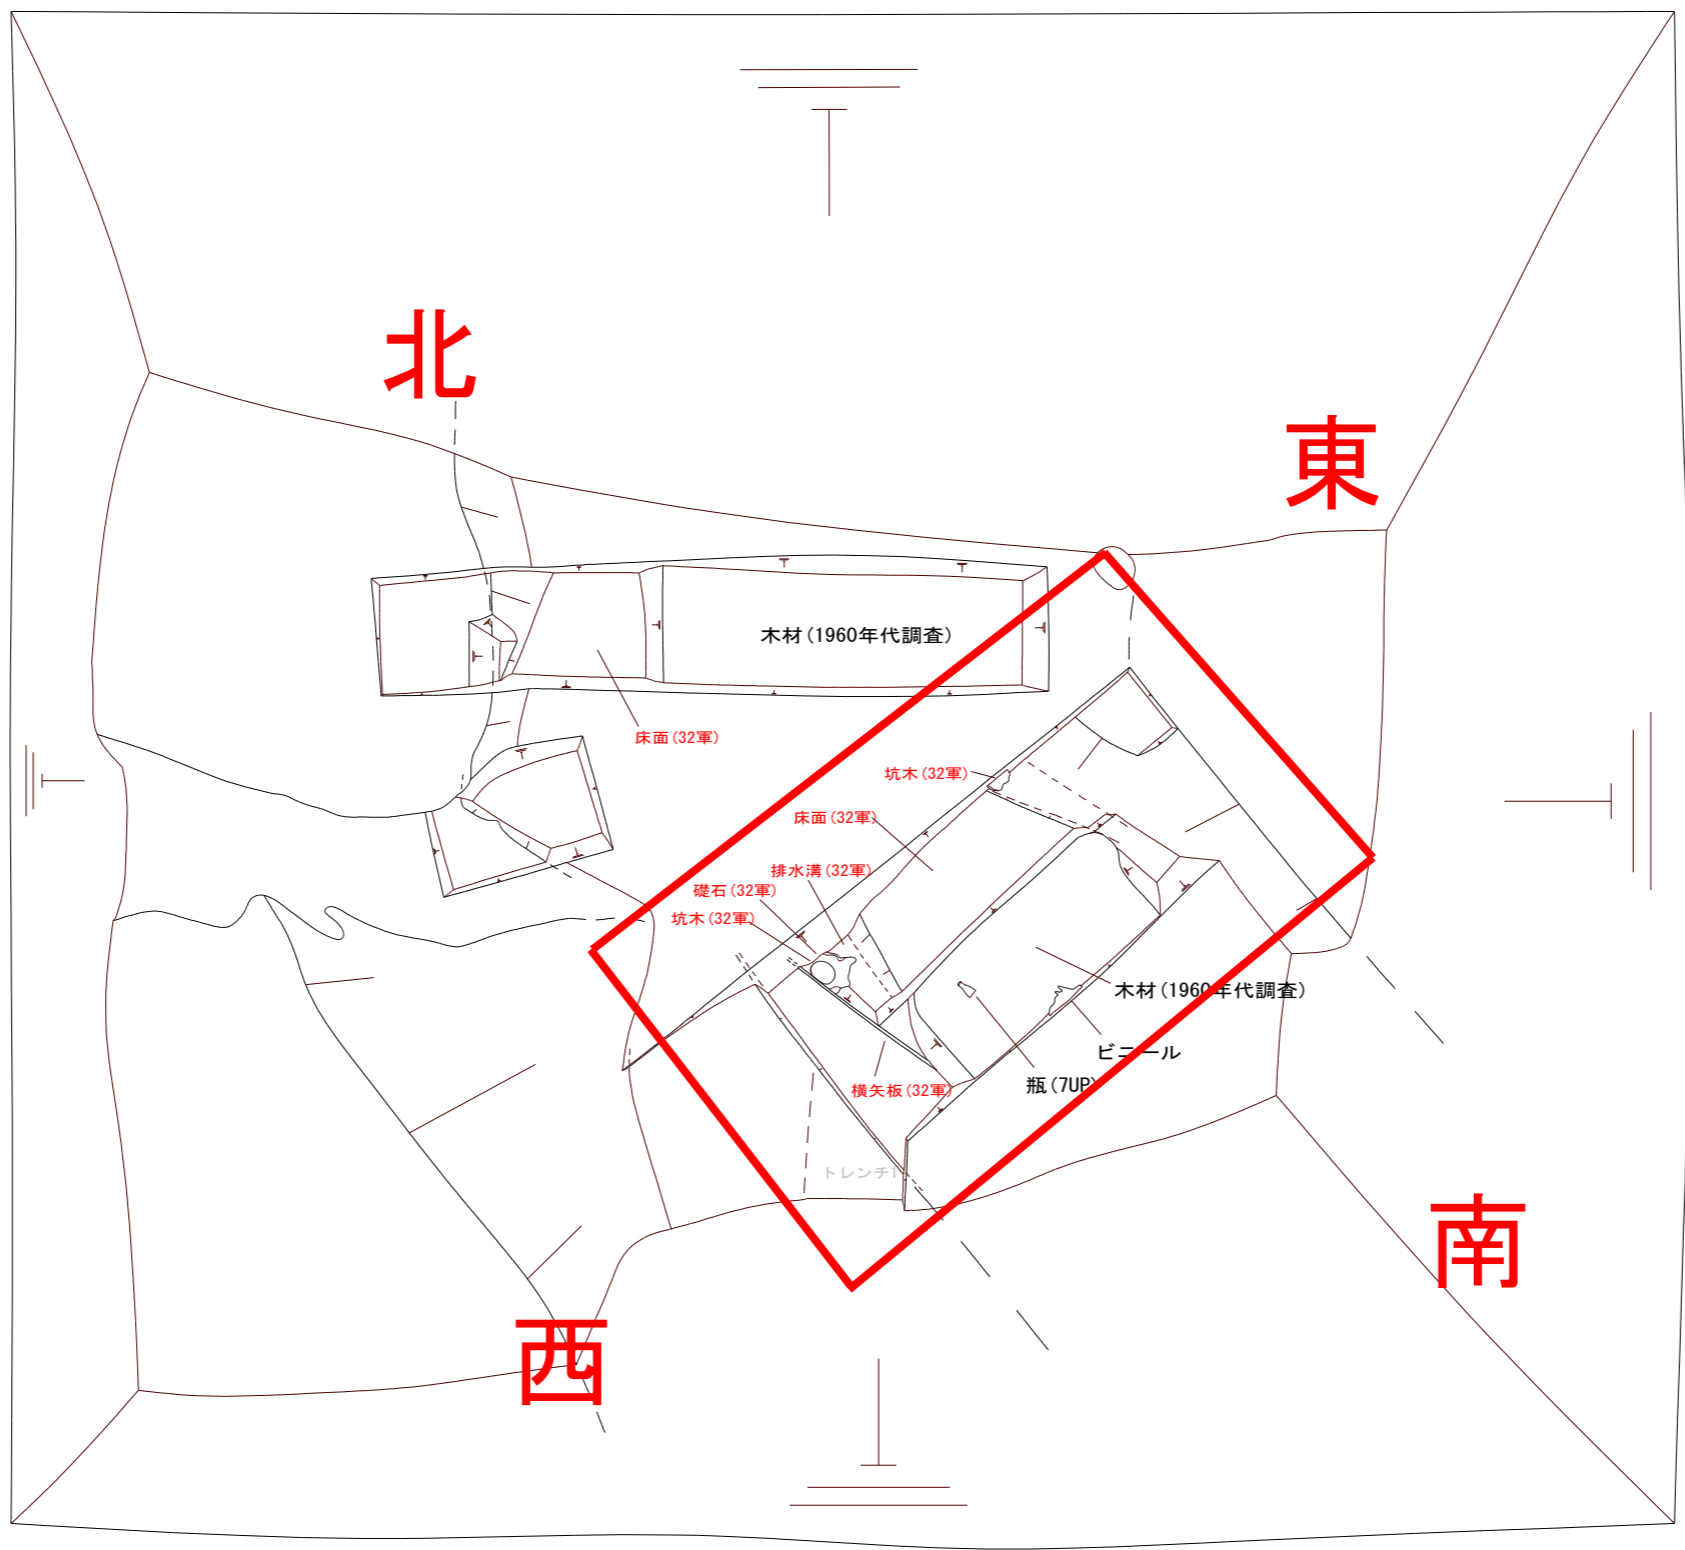 北
東
木材(1960年代調査)
床面(32軍)
坑木(32軍)
床面(32軍)
排水溝(32軍)
礎石(32軍)
坑木(32軍)
木材(1960年代調査)
ビニール
瓶(7UP)
横矢板(32軍)
トレンチ1
南
西